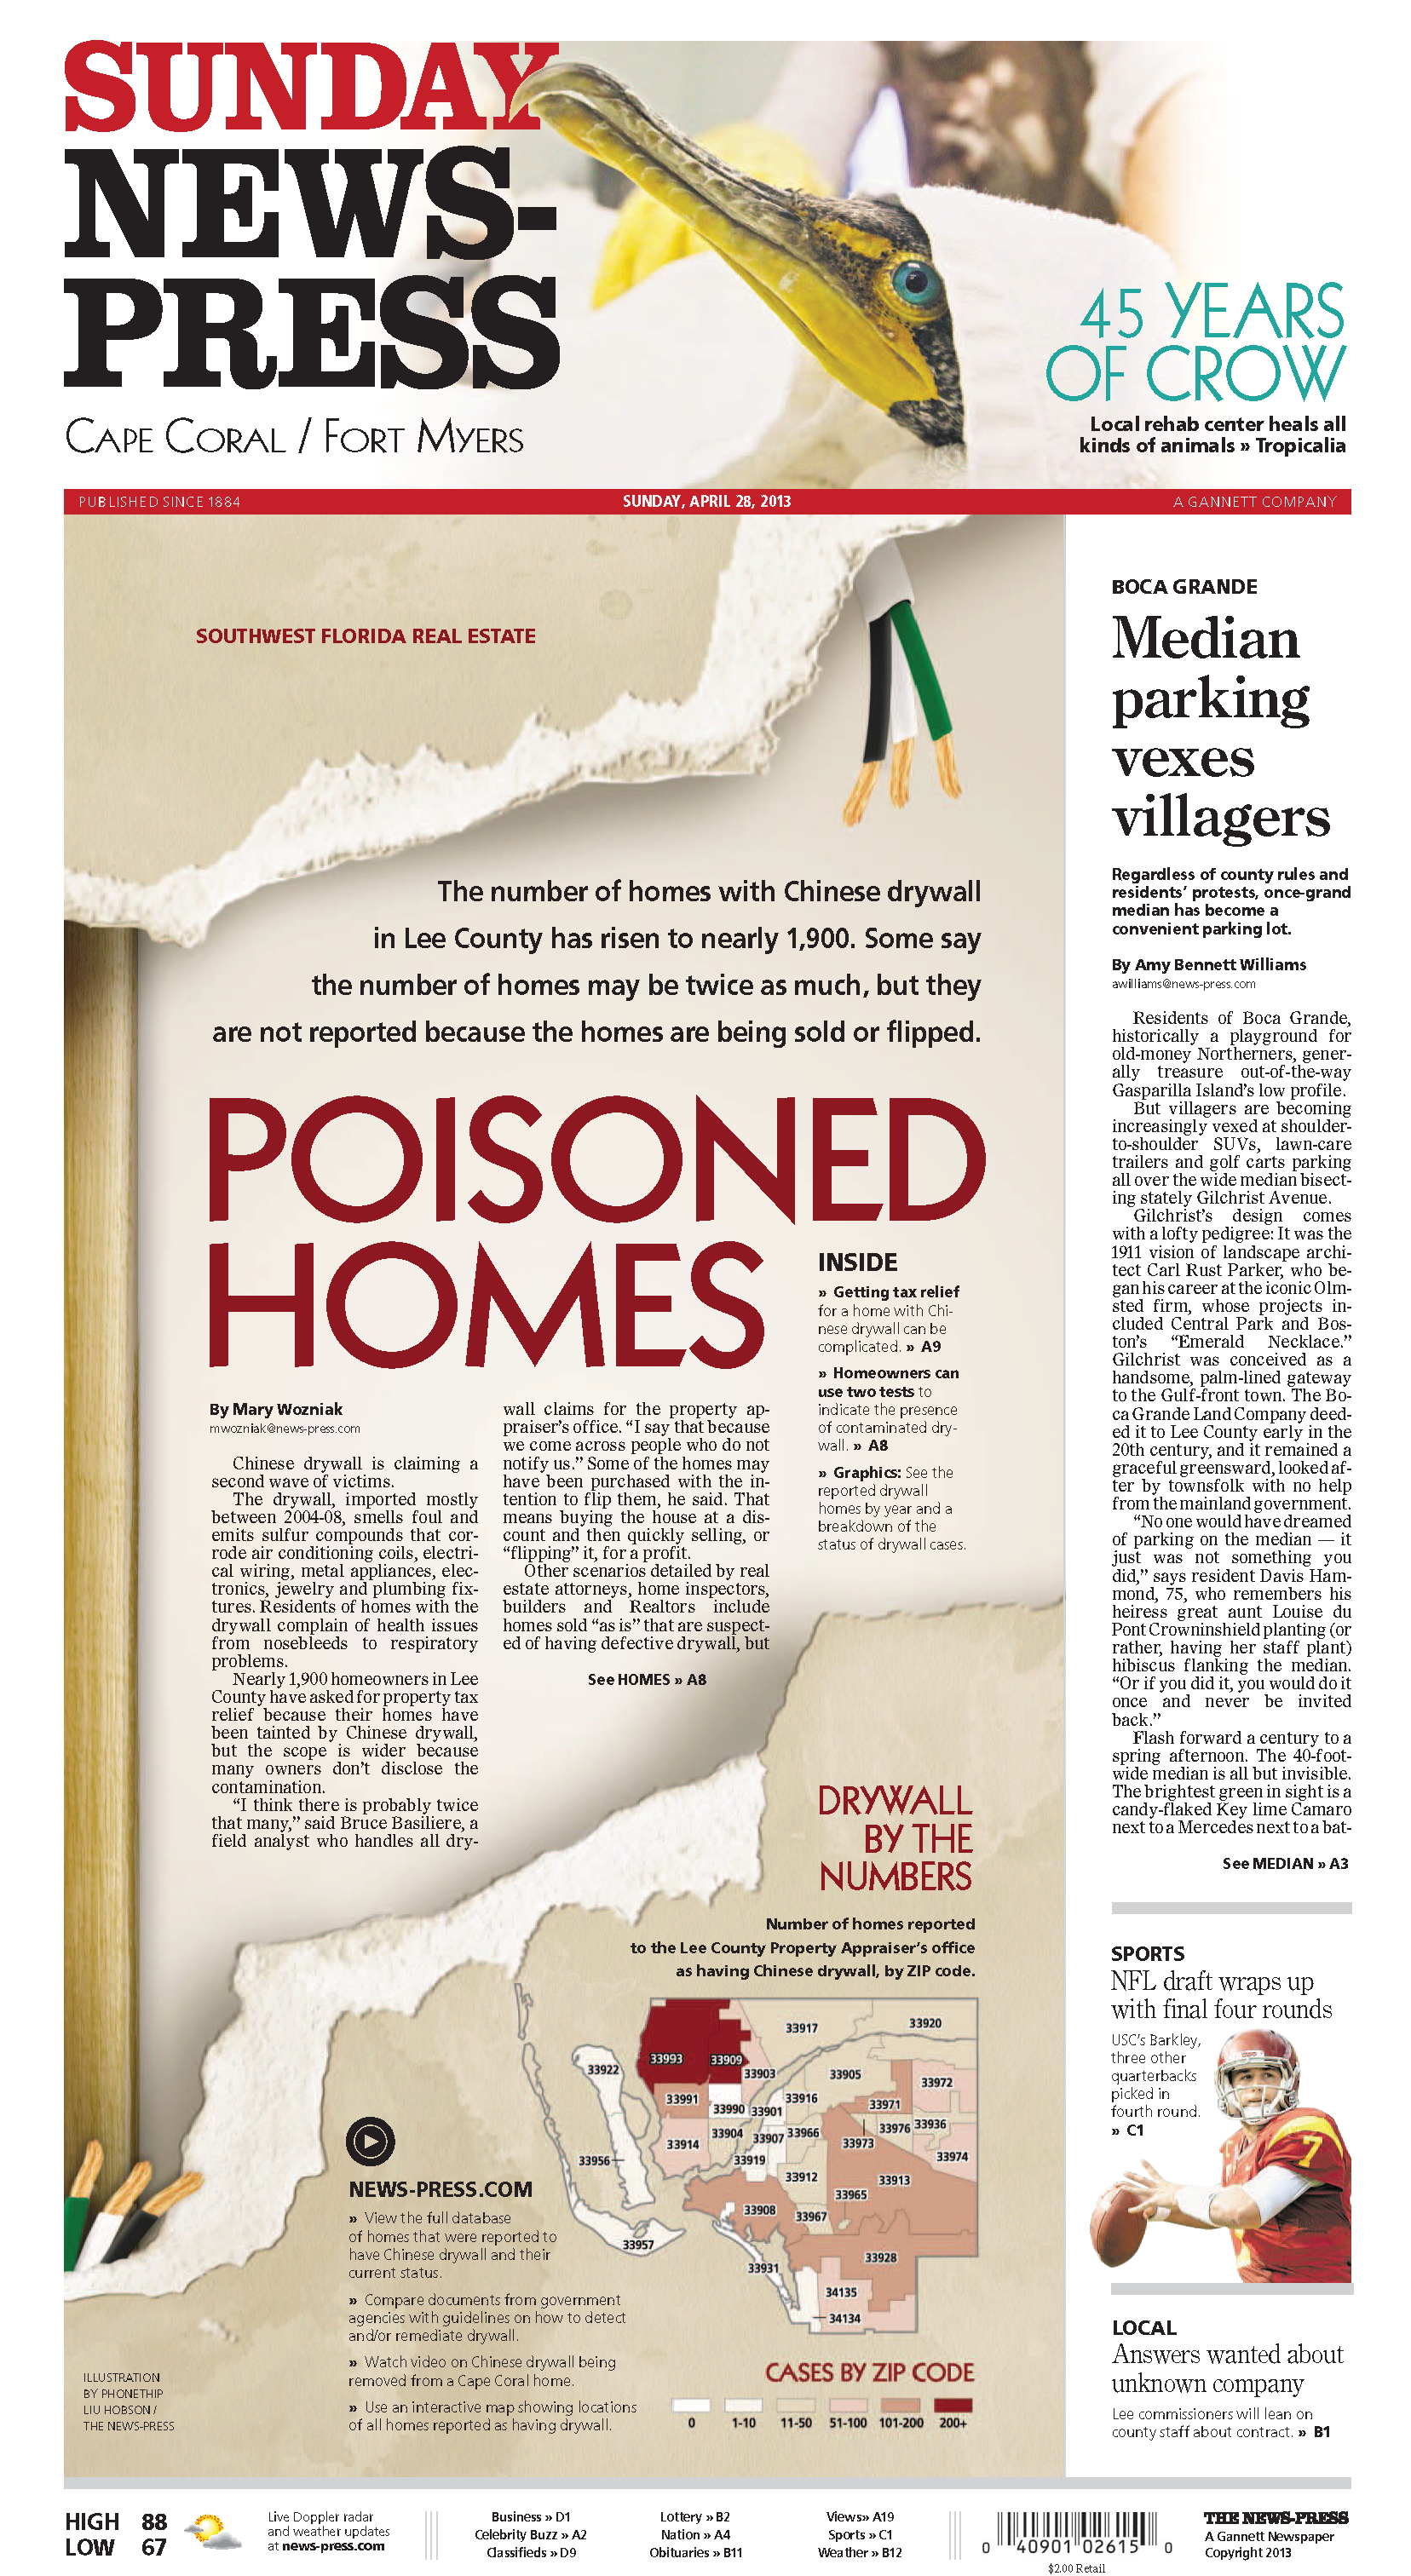 SUNDAY
NEWS-
PRESS
CAPE CORAL / FORT MYERS
45 YEARS
OF CROW
Local rehab center heals all
kinds of animals » Tropicalia
PUBLISHED SINCE 1884
SUNDAY, APRIL 28, 2013
A GANNETT COMPANY
SOUTHWEST FLORIDA REAL ESTATE
The number of homes with Chinese drywall
in Lee County has risen to nearly 1,900. Some say
the number of homes may be twice as much, but they
are not reported because the homes are being sold or flipped.
POISONED
HOMES
By Mary Wozniak
mwozniak@news-press.com
Chinese drywall is claiming a
second wave of victims.
The drywall, imported mostly
between 2004-08, smells foul and
emits sulfur compounds that cor-
rode air conditioning coils, electri-
cal wiring, metal appliances, elec-
tronics, jewelry and plumbing fix-
tures. Residents of homes with the
drywall complain of health issues
from nosebleeds to respiratory
problems.
Nearly 1,900 homeowners in Lee
County have asked for property tax
relief because their homes have
been tainted by Chinese drywall,
but the scope is wider because
many owners don't disclose the
contamination.
“I think there is probably twice
that many,” said Bruce Basiliere, a
field analyst who handles all dry-
wall claims for the property ap-
praiser's office. “I say that because
we come across people who do not
notify us.” Some of the homes may
have been purchased with the in-
tention to flip them, he said. That
means buying the house at a dis-
count and then quickly selling, or
“flipping” it, for a profit.
Other scenarios detailed by real
estate attorneys, home inspectors,
builders and Realtors include
homes sold “as is” that are suspect-
ed of having defective drywall, but
See HOMES » A8
INSIDE
» Getting tax relief
for a home with Chi-
nese drywall can be
complicated. » A9
» Homeowners can
use two tests to
indicate the presence
of contaminated dry-
wall. » A8
» Graphics: See the
reported drywall
homes by year and a
breakdown of the
status of drywall cases.
DRYWALL
BY THE
NUMBERS
Number of homes reported
to the Lee County Property Appraiser's office
as having Chinese drywall, by ZIP code.
33917
33920
33993
33909
33922
33903
33905
33972
33991
33990
33901
33916
33971
33904
33907
33966
33976
33936
33914
33973
33956
33919
33974
33912
33913
33965
33908
33967
33957
33928
33931
34135
34134
CASES BY ZIP CODE
0
1-10
11-50
51-100
101-200
200+
NEWS-PRESS.COM
» View the full database
of homes that were reported to
have Chinese drywall and their
current status.
» Compare documents from government
agencies with guidelines on how to detect
and/or remediate drywall.
» Watch video on Chinese drywall being
removed from a Cape Coral home.
» Use an interactive map showing locations
of all homes reported as having drywall.
ILLUSTRATION
BY PHONETHIP
LIU HOBSON /
THE NEWS-PRESS
BOCA GRANDE
Median
parking
vexes
villagers
Regardless of county rules and
residents' protests, once-grand
median has become a
convenient parking lot.
By Amy Bennett Williams
awilliams@news-press.com
Residents of Boca Grande,
historically a playground for
old-money Northerners, gener-
ally treasure out-of-the-way
Gasparilla Island's low profile.
But villagers are becoming
increasingly vexed at shoulder-
to-shoulder SUVs, lawn-care
trailers and golf carts parking
all over the wide median bisect-
ing stately Gilchrist Avenue.
Gilchrist's design comes
with a lofty pedigree: It was the
1911 vision of landscape archi-
tect Carl Rust Parker, who be-
gan his career at the iconic Olm-
sted firm, whose projects in-
cluded Central Park and Bos-
ton's “Emerald Necklace.”
Gilchrist was conceived as a
handsome, palm-lined gateway
to the Gulf-front town. The Bo-
ca Grande Land Company deed-
ed it to Lee County early in the
20th century, and it remained a
graceful greensward, looked af-
ter by townsfolk with no help
from the mainland government.
“No one would have dreamed
of parking on the median — it
just was not something you
did,” says resident Davis Ham-
mond, 75, who remembers his
heiress great aunt Louise du
Pont Crowninshield planting (or
rather, having her staff plant)
hibiscus flanking the median.
“Or if you did it, you would do it
once and never be invited
back.”
Flash forward a century to a
spring afternoon. The 40-foot-
wide median is all but invisible.
The brightest green in sight is a
candy-flaked Key lime Camaro
next to a Mercedes next to a bat-
See MEDIAN » A3
SPORTS
NFL draft wraps up
with final four rounds
USC's Barkley,
three other
quarterbacks
picked in
fourth round.
» C1
7
LOCAL
Answers wanted about
unknown company
Lee commissioners will lean on
county staff about contract. » B1
HIGH 88
LOW 67
Live Doppler radar
and weather updates
at news-press.com
Business » D1
Celebrity Buzz » A2
Classifieds » D9
Lottery » B2
Nation » A4
Obituaries » B11
Views» A19
Sports » C1
Weather » B12
0 40901 02615 0
$2.00 Retail
THE NEWS-PRESS
A Gannett Newspaper
Copyright 2013